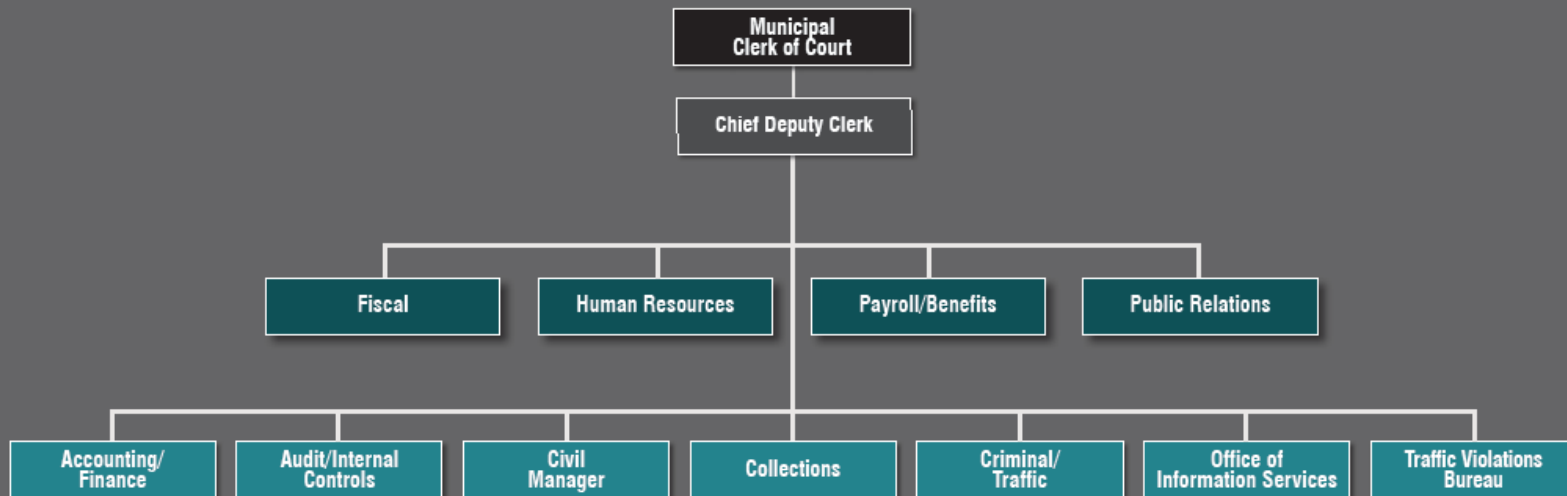 Municipal
Clerk of Court
Chief Deputy Clerk
Fiscal
Human Resources
Payroll/Benefits
Public Relations
Accounting/
Finance
Audit/Internal
Controls
Civil
Manager
Collections
Criminal/
Traffic
Office of
Information Services
Traffic Violations
Bureau